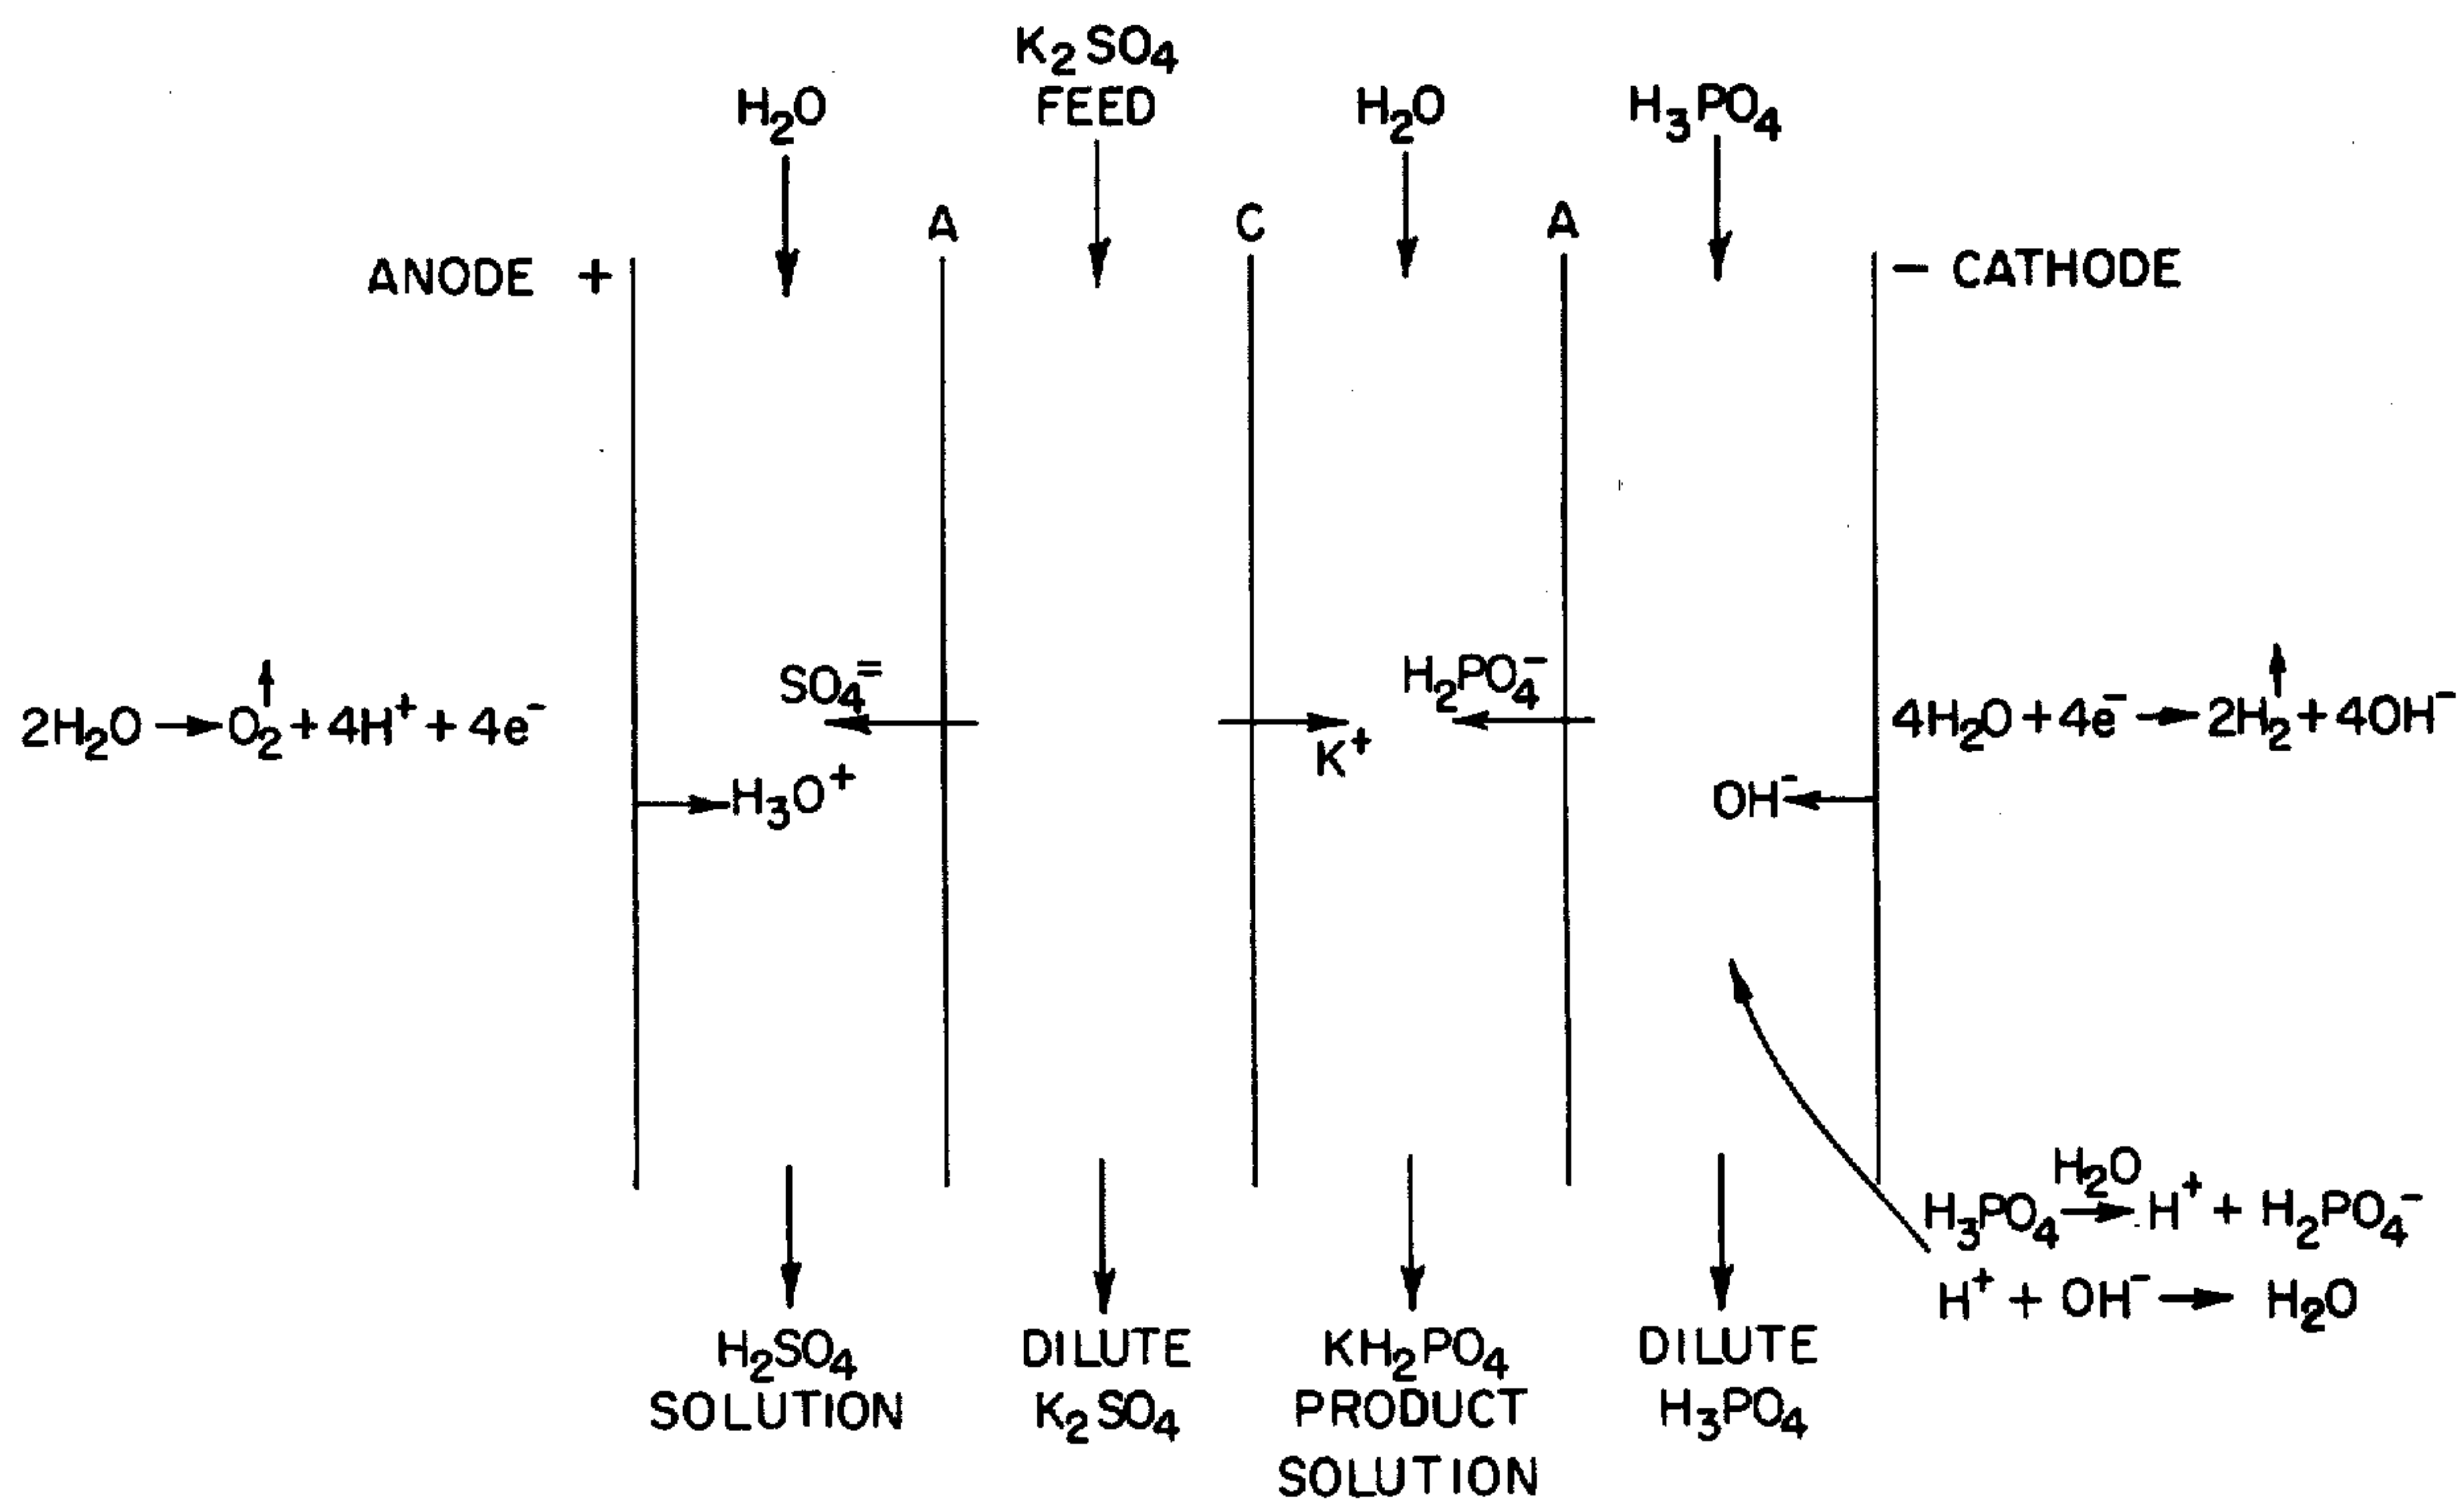 K₂SO₄
FEED
H₂O
H₂O
H₃PO₄
A
C
A
ANODE +
− CATHODE
2H₂O → O₂↑ + 4H⁺ + 4e⁻
SO₄⁼
H₃O⁺
K⁺
H₂PO₄⁻
OH⁻
4H₂O + 4e⁻ → 2H₂↑ + 4OH⁻
H₂O
H₃PO₄ → H⁺ + H₂PO₄⁻
H⁺ + OH⁻ → H₂O
H₂SO₄
SOLUTION
DILUTE
K₂SO₄
KH₂PO₄
PRODUCT
SOLUTION
DILUTE
H₃PO₄